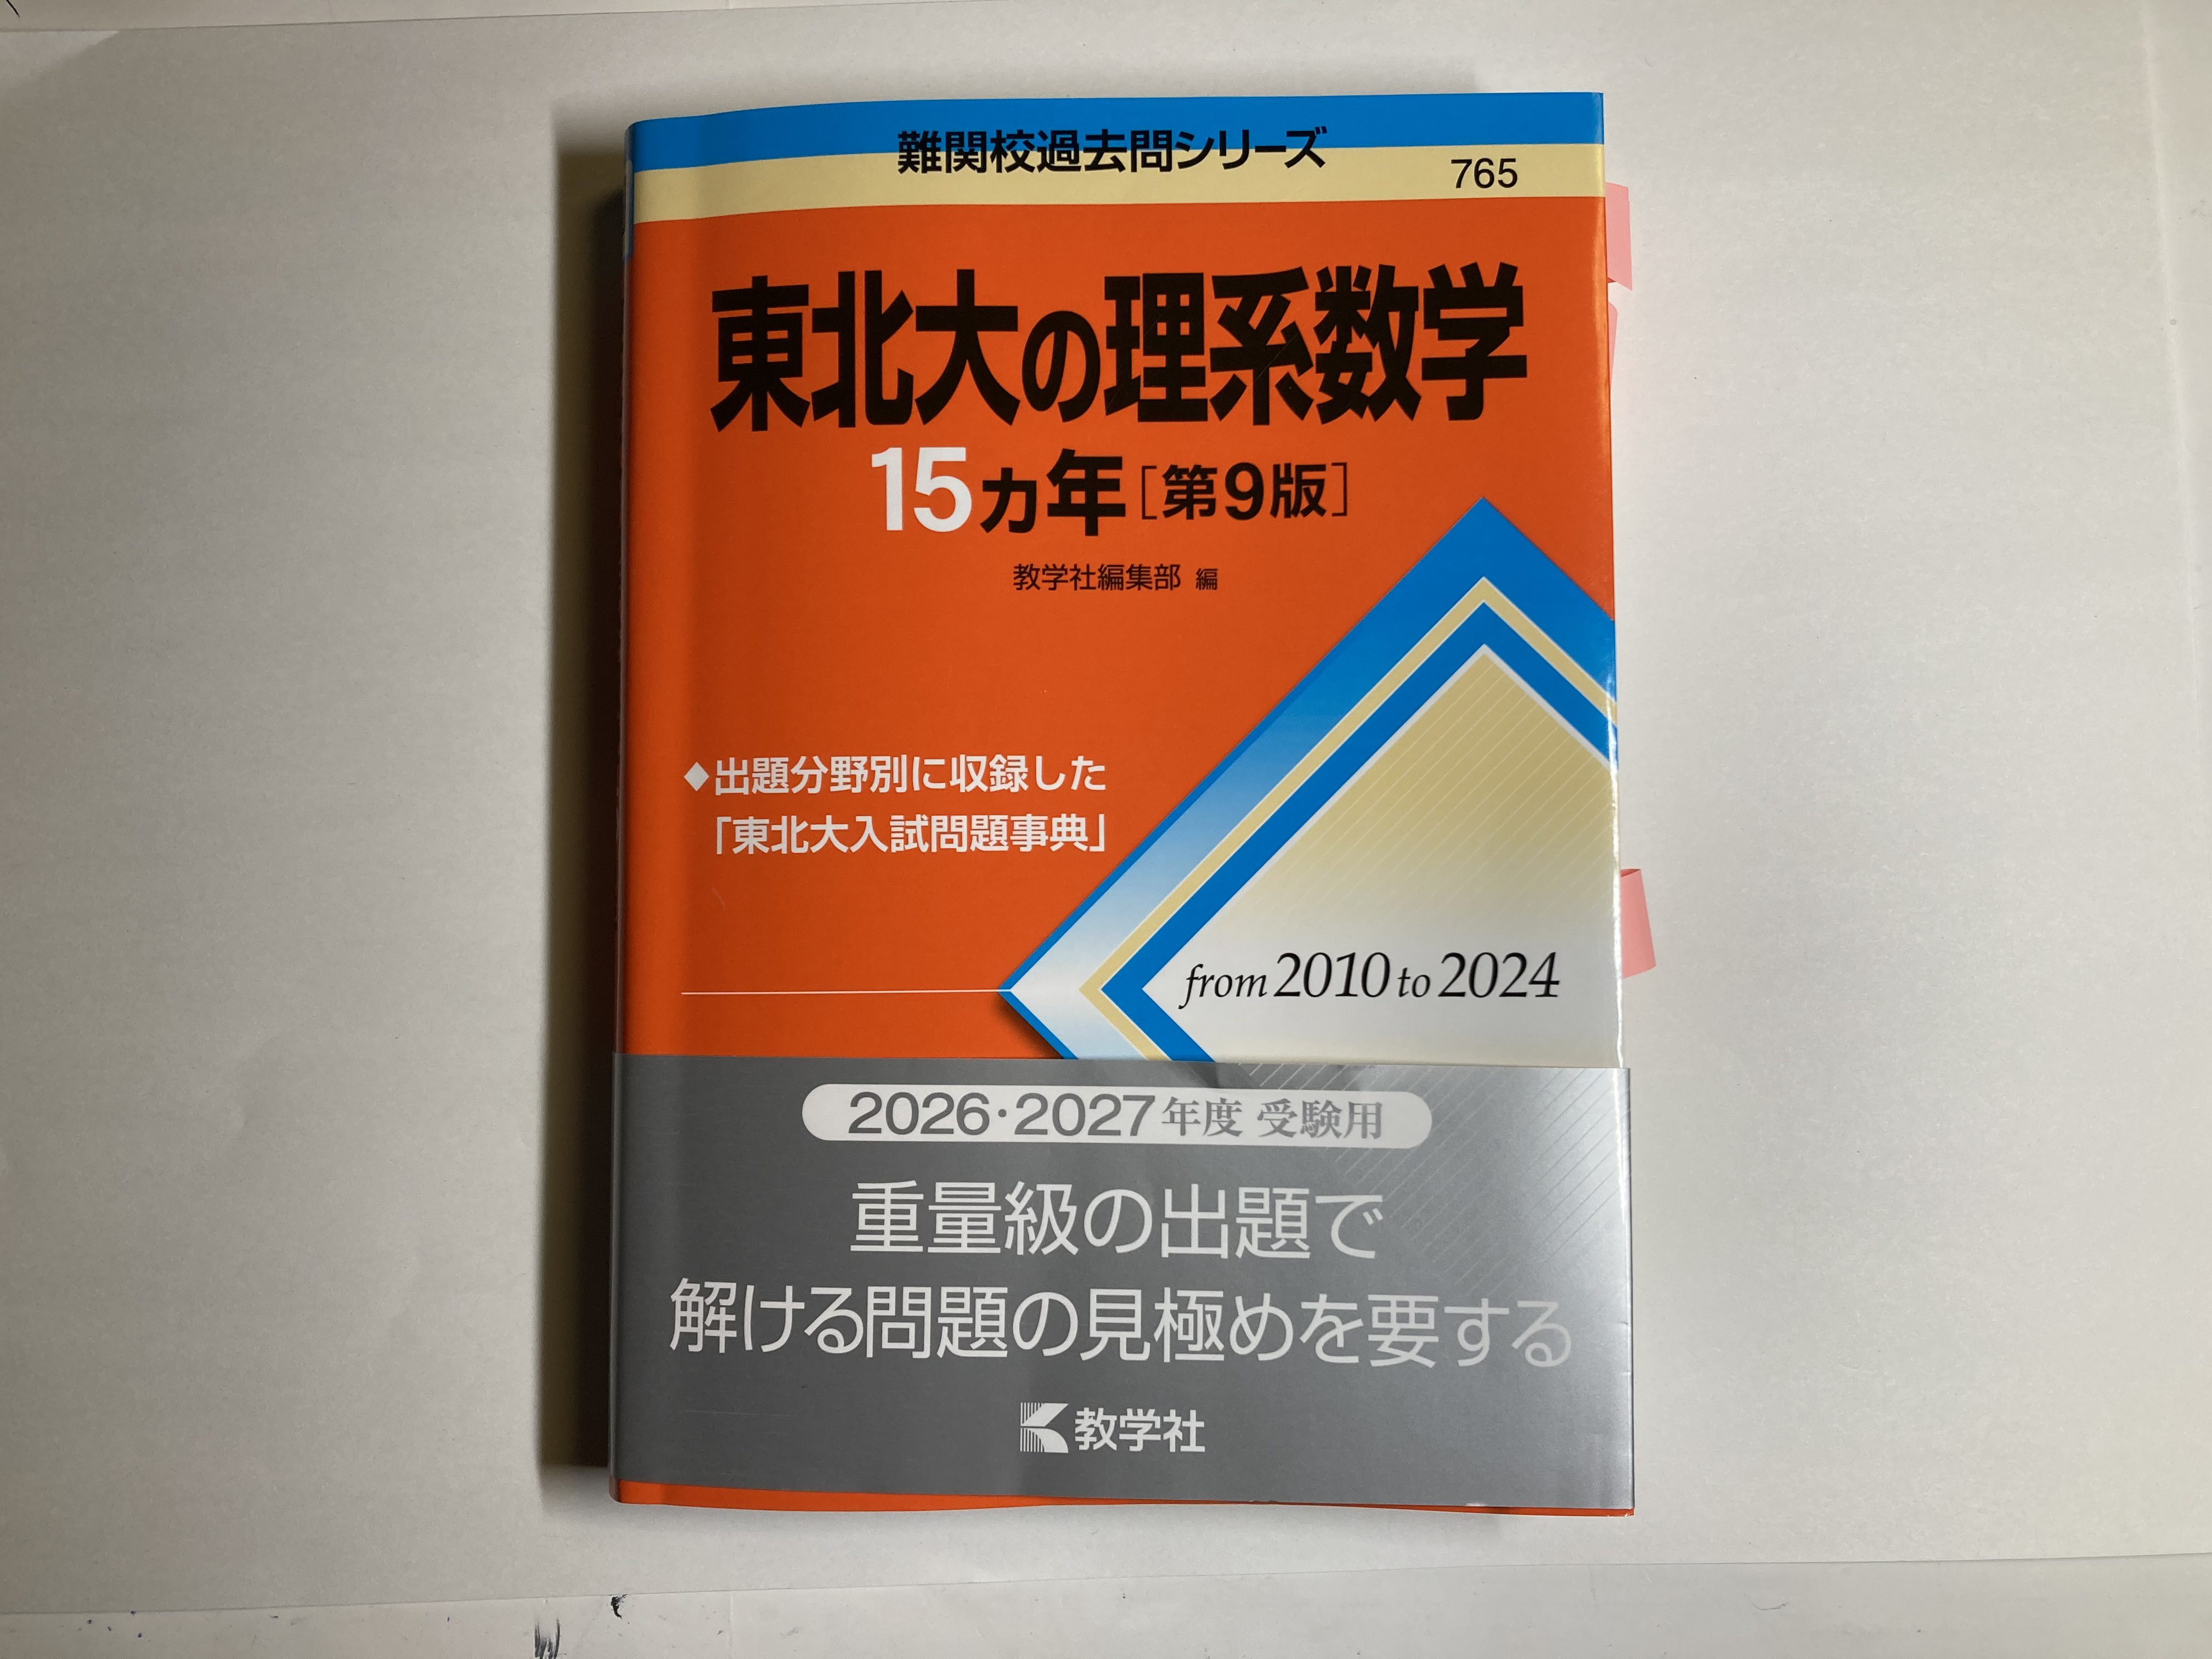 難関校過去問シリーズ
765
東北大の理系数学
15ヵ年［第9版］
教学社編集部 編
◆出題分野別に収録した
「東北大入試問題事典」
from 2010 to 2024
2026・2027年度 受験用
重量級の出題で
解ける問題の見極めを要する
教学社